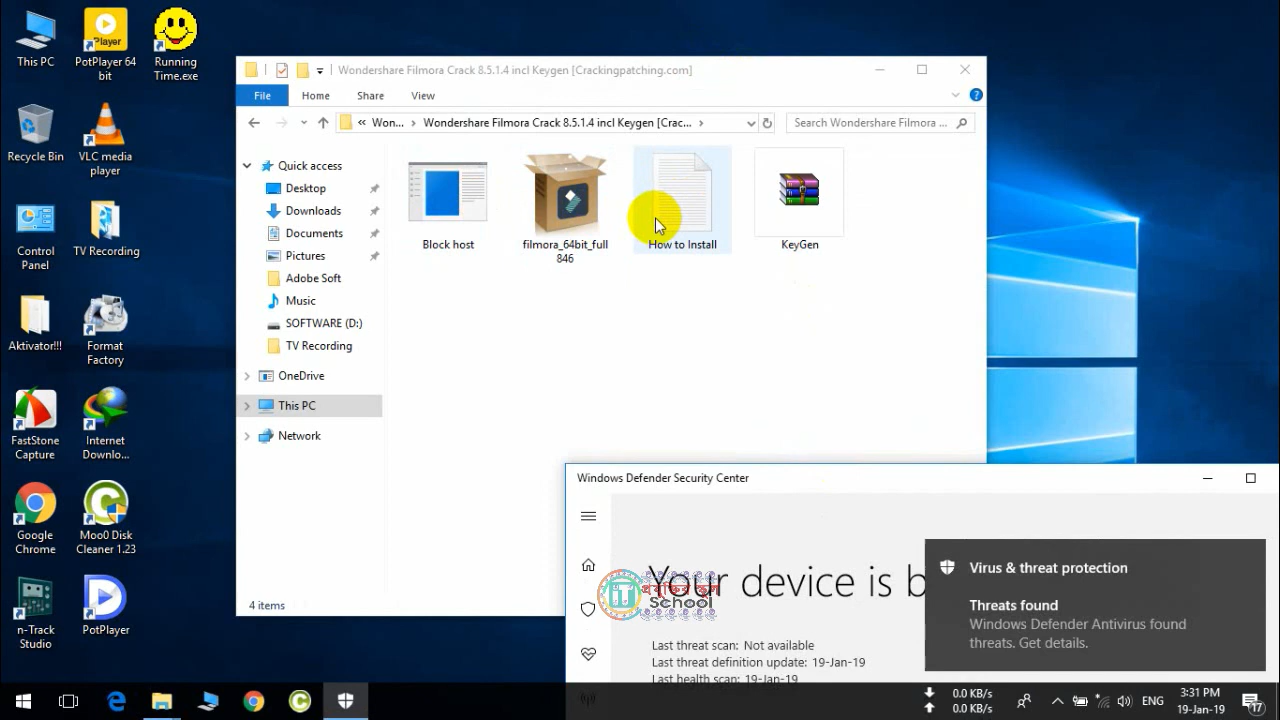 This PC
PotPlayer 64
bit
Running
Time.exe
Recycle Bin
VLC media
player
Control
Panel
TV Recording
Aktivator!!!
Format
Factory
FastStone
Capture
Internet
Downlo...
Google
Chrome
Moo0 Disk
Cleaner 1.23
n-Track
Studio
PotPlayer
Player
Wondershare Filmora Crack 8.5.1.4 incl Keygen [Crackingpatching.com]
File
Home
Share
View
« Won... > Wondershare Filmora Crack 8.5.1.4 incl Keygen [Crac... >
Search Wondershare Filmora ...
Quick access
Desktop
Downloads
Documents
Pictures
Adobe Soft
Music
SOFTWARE (D:)
TV Recording
OneDrive
This PC
Network
Block host
filmora_64bit_full
846
How to Install
KeyGen
4 items
Windows Defender Security Center
Your device is b
School
Last threat scan: Not available
Last threat definition update: 19-Jan-19
Last health scan: 19-Jan-19
Virus & threat protection
Threats found
Windows Defender Antivirus found
threats. Get details.
0.0 KB/s
0.0 KB/s
ENG
3:31 PM
19-Jan-19
17